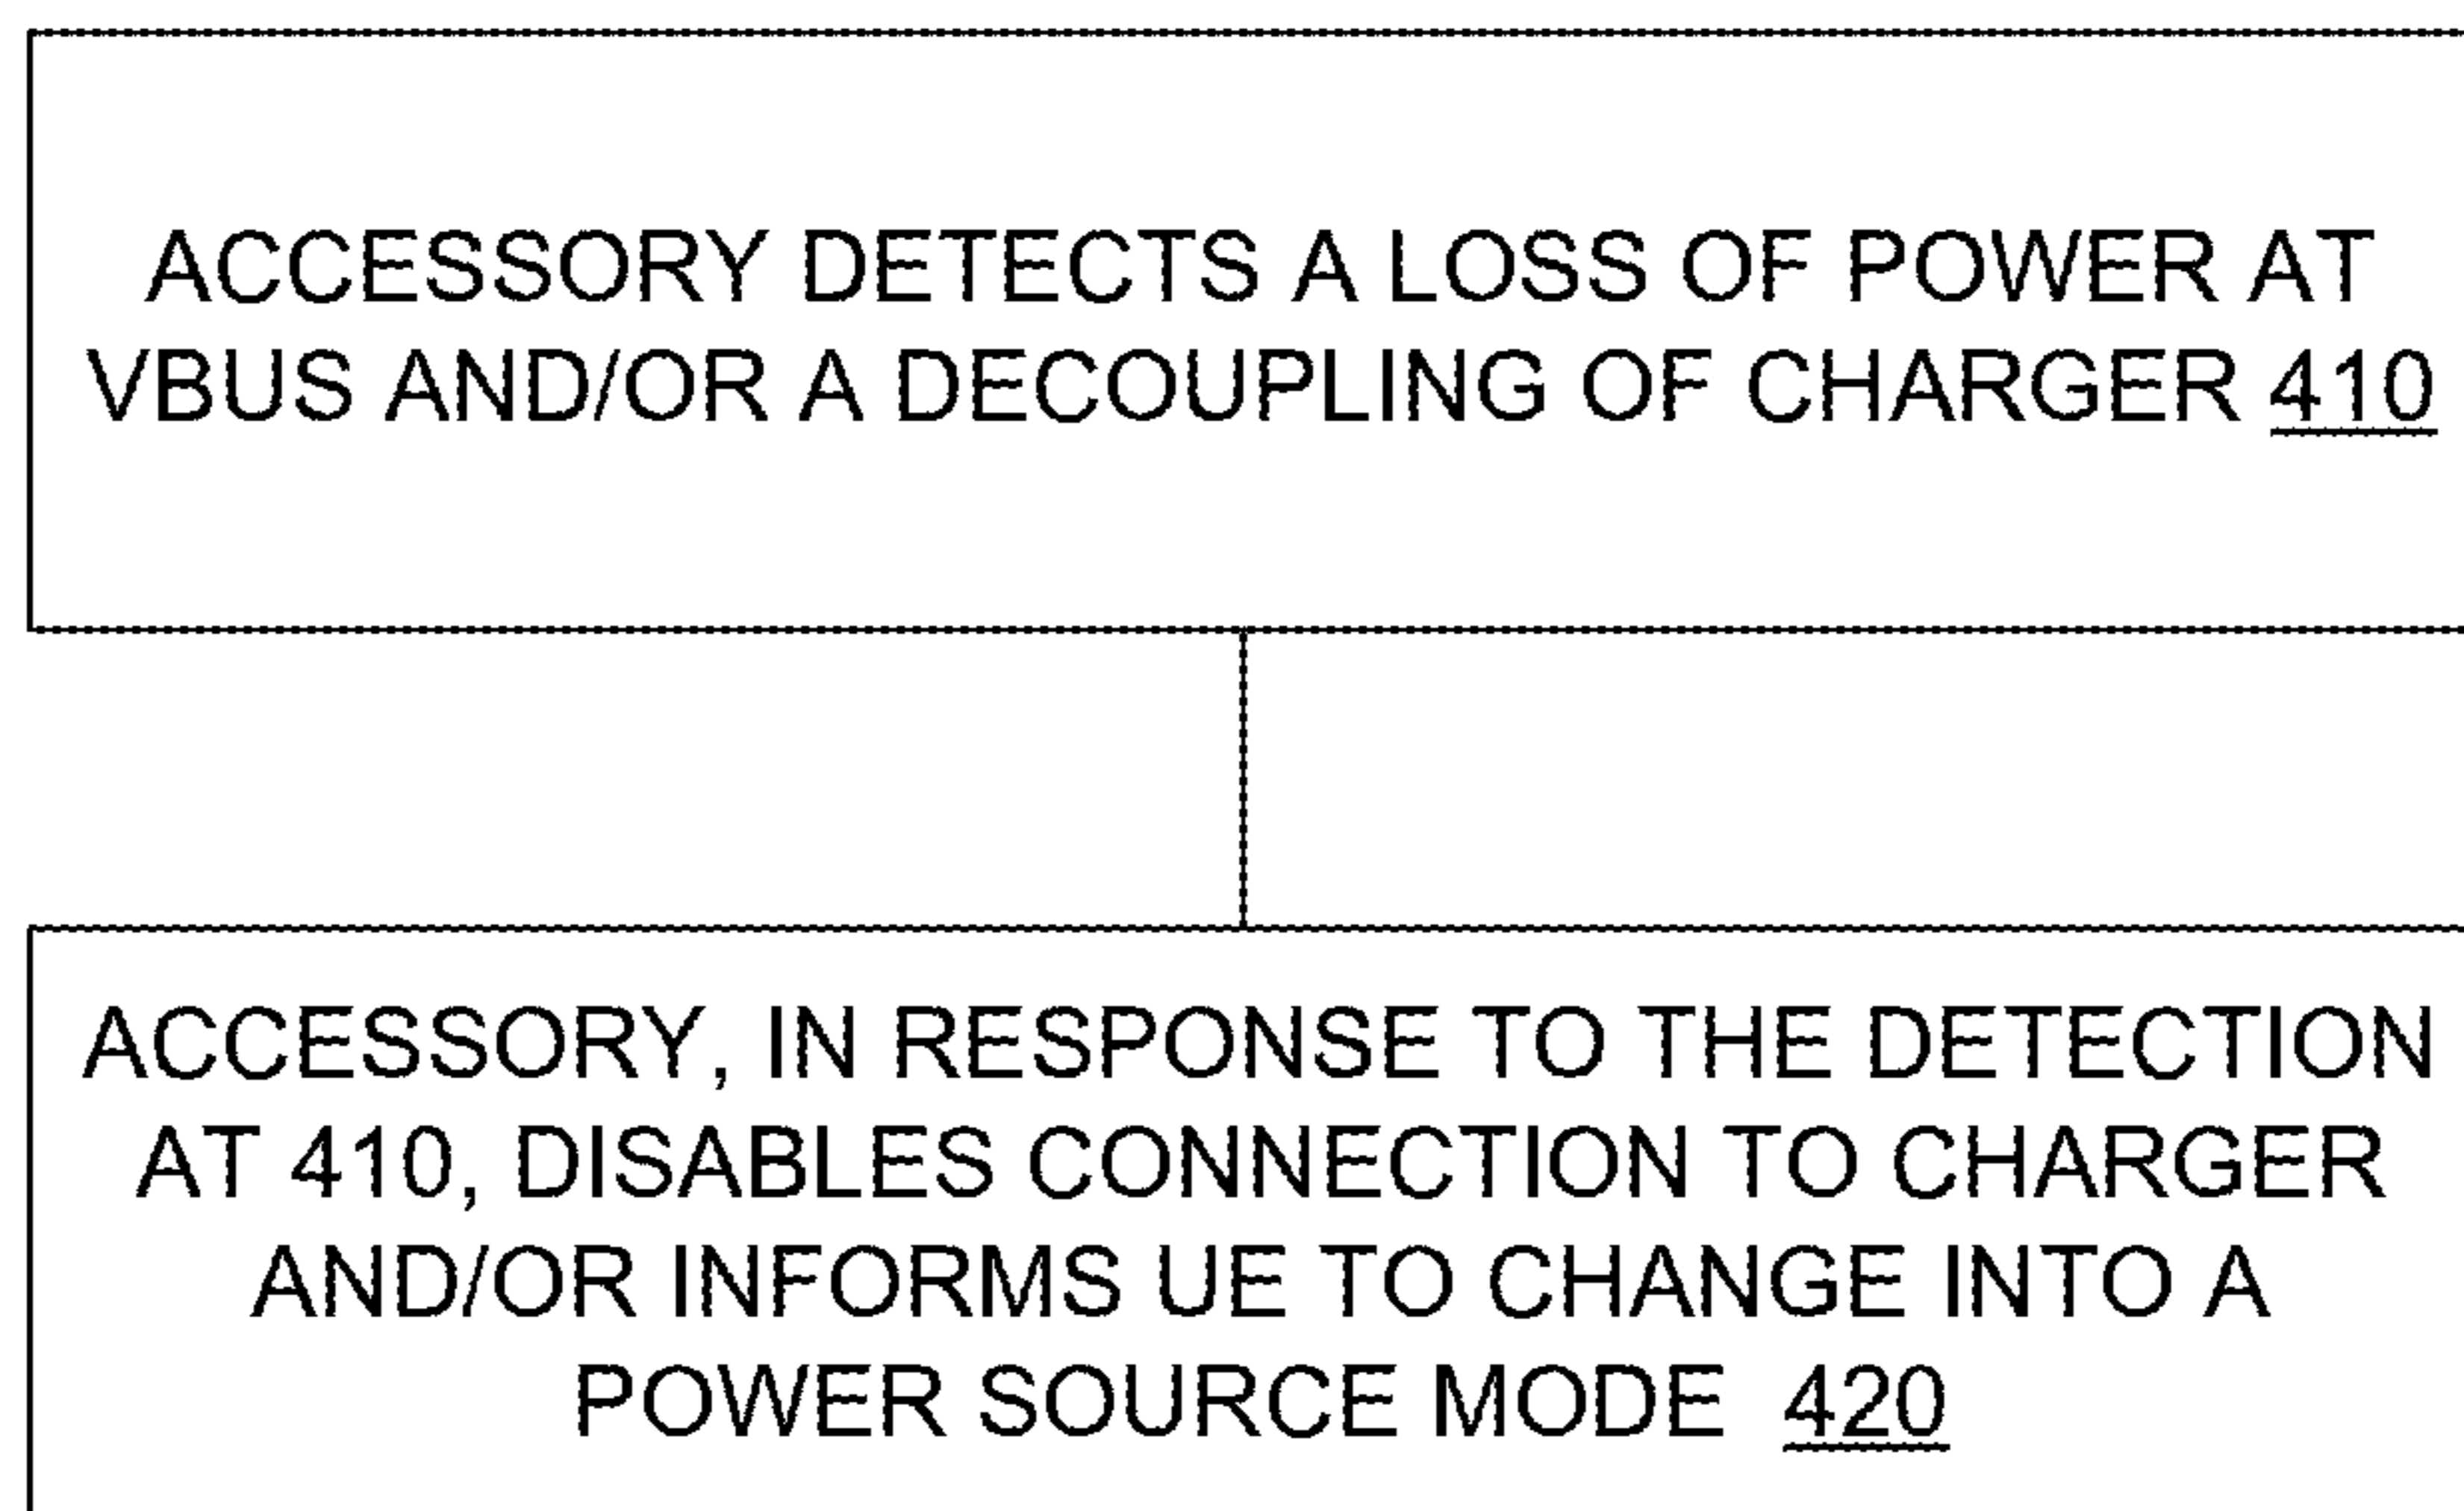 ACCESSORY DETECTS A LOSS OF POWER AT
VBUS AND/OR A DECOUPLING OF CHARGER 410
ACCESSORY, IN RESPONSE TO THE DETECTION
AT 410, DISABLES CONNECTION TO CHARGER
AND/OR INFORMS UE TO CHANGE INTO A
POWER SOURCE MODE 420